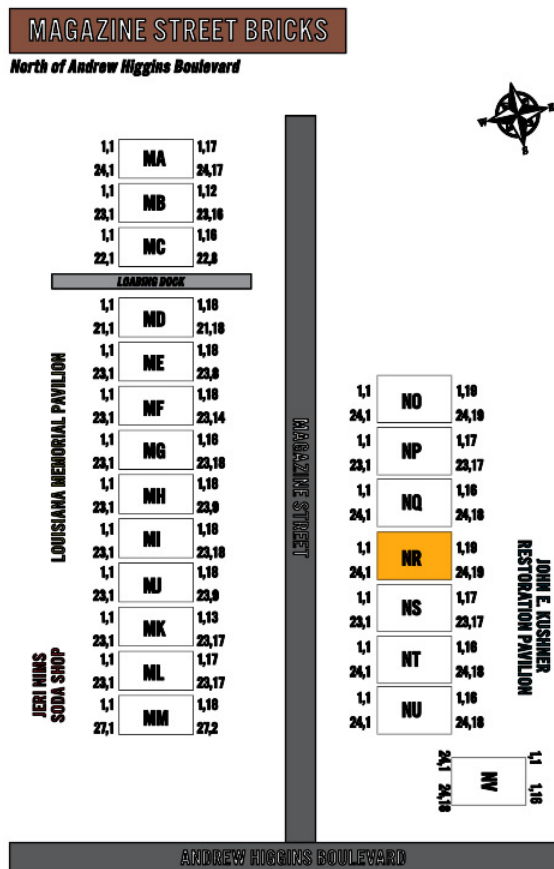 MAGAZINE STREET BRICKS
North of Andrew Higgins Boulevard
W
S
1,1 MA 1,17
24,1 24,17
1,1 MB 1,12
23,1 23,16
1,1 MC 1,16
22,1 22,8
LOADING DOCK
1,1 MD 1,18
21,1 21,18
1,1 ME 1,18
23,1 23,8
1,1 MF 1,18
23,1 23,14
1,1 MG 1,16
23,1 23,18
1,1 MH 1,18
23,1 23,9
1,1 MI 1,18
23,1 23,18
1,1 MJ 1,18
23,1 23,9
1,1 MK 1,13
23,1 23,17
1,1 ML 1,17
23,1 23,17
1,1 MM 1,18
27,1 27,2
LOUISIANA MEMORIAL PAVILION
JERI NIMS
SODA SHOP
MAGAZINE STREET
1,1 NO 1,19
24,1 24,19
1,1 NP 1,17
23,1 23,17
1,1 NQ 1,16
24,1 24,18
1,1 NR 1,19
24,1 24,19
1,1 NS 1,17
23,1 23,17
1,1 NT 1,16
24,1 24,18
1,1 NU 1,16
24,1 24,18
JOHN E. KUSHNER
RESTORATION PAVILION
24,1 1,1
NV
24,18 1,16
ANDREW HIGGINS BOULEVARD